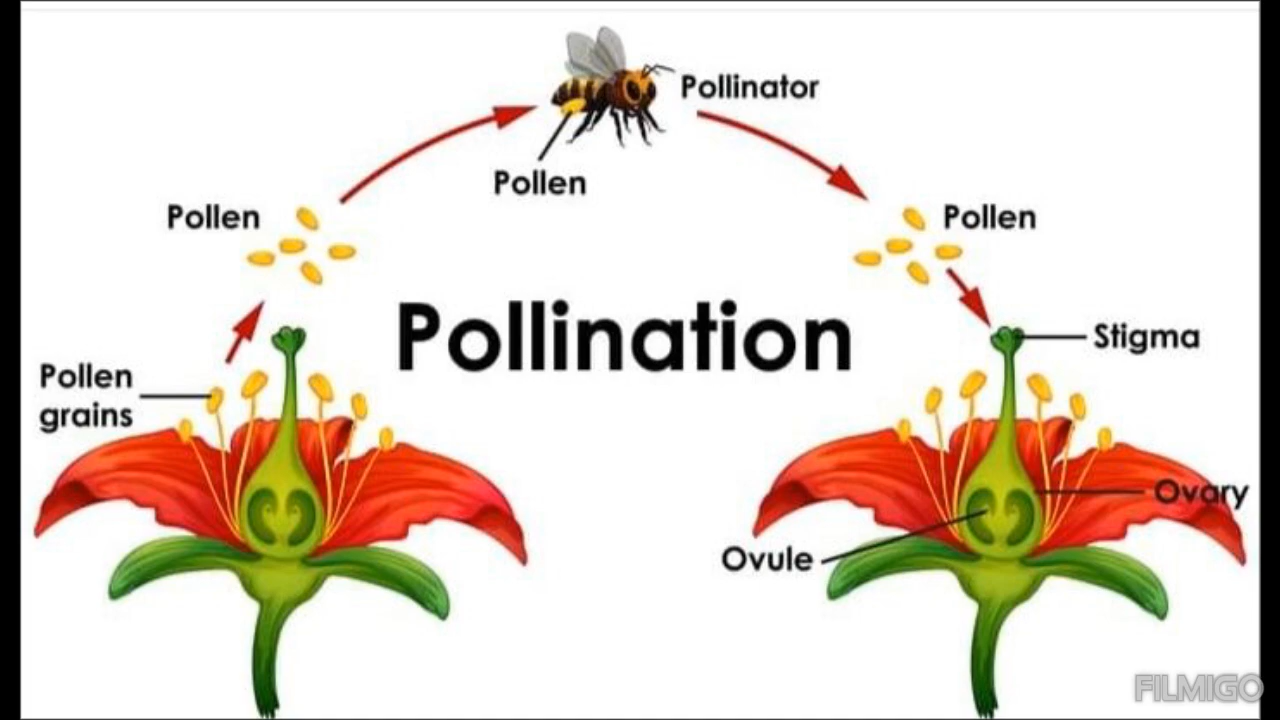 Pollinator
Pollen
Pollen
Pollen
Pollination
Stigma
Pollen
grains
Ovary
Ovule
FILMIGO